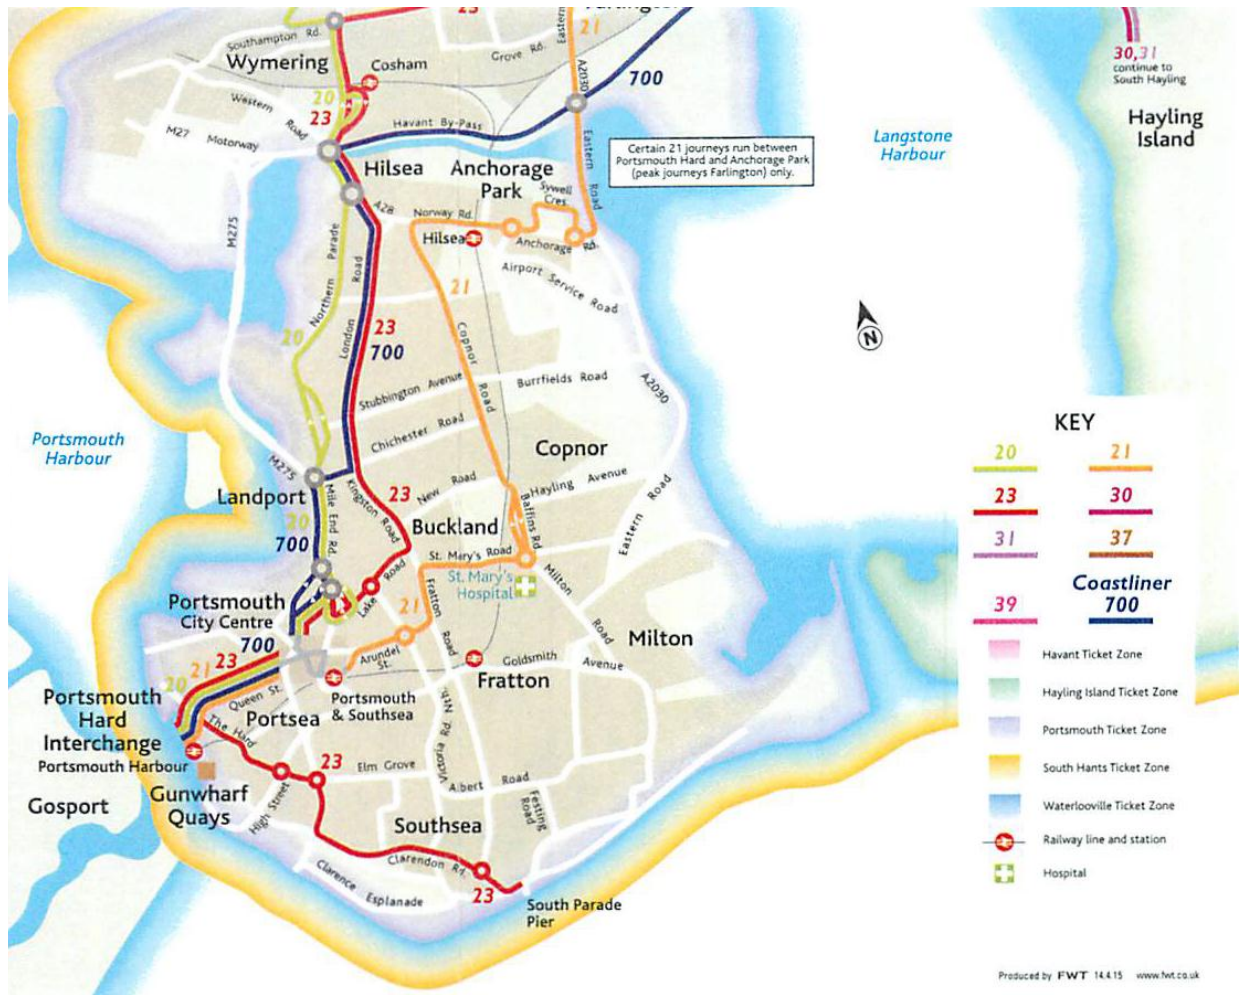 23
Eastern
21
Southampton Rd.
Grove Rd.
Wymering
Cosham
A2030
700
30,31
continue to
South Hayling
20
Western
Road
23
Havant By-Pass
M27 Motorway
Hayling
Island
Langstone
Harbour
Eastern Road
Certain 21 journeys run between
Portsmouth Hard and Anchorage Park
(peak journeys Farlington) only.
Hilsea
Anchorage
Park
Sywell
Cres.
A28
Norway Rd.
M275
Hilsea
Anchorage Rd.
Airport Service Road
Northern Parade
London Road
21
20
23
700
Copnor Road
Stubbington Avenue
Burrfields Road
A2030
Chichester Road
Portsmouth
Harbour
KEY
Copnor
20
21
M275
Landport
Kingston Road
23
New Road
Hayling Avenue
Eastern Road
23
30
20
Mile End Rd.
700
Buckland
Baffins Rd
31
37
St. Mary's Road
St. Mary's
Hospital
Milton Road
Coastliner
700
39
Portsmouth
City Centre
Lake Road
21
Fratton Road
700
Milton
Havant Ticket Zone
23
21
20
Arundel
St.
Goldsmith Avenue
Fratton
Hayling Island Ticket Zone
Queen St.
Portsmouth
& Southsea
Portsmouth
Hard
Interchange
Portsea
The Hard
Portsmouth Ticket Zone
Victoria Rd. Nth
Portsmouth Harbour
23
Elm Grove
South Hants Ticket Zone
Albert Road
Gosport
Gunwharf
Quays
High Street
Festing
Road
Waterlooville Ticket Zone
Southsea
Railway line and station
Clarendon Rd.
Clarence Esplanade
23
Hospital
South Parade
Pier
Produced by FWT 14.4.15 www.fwt.co.uk